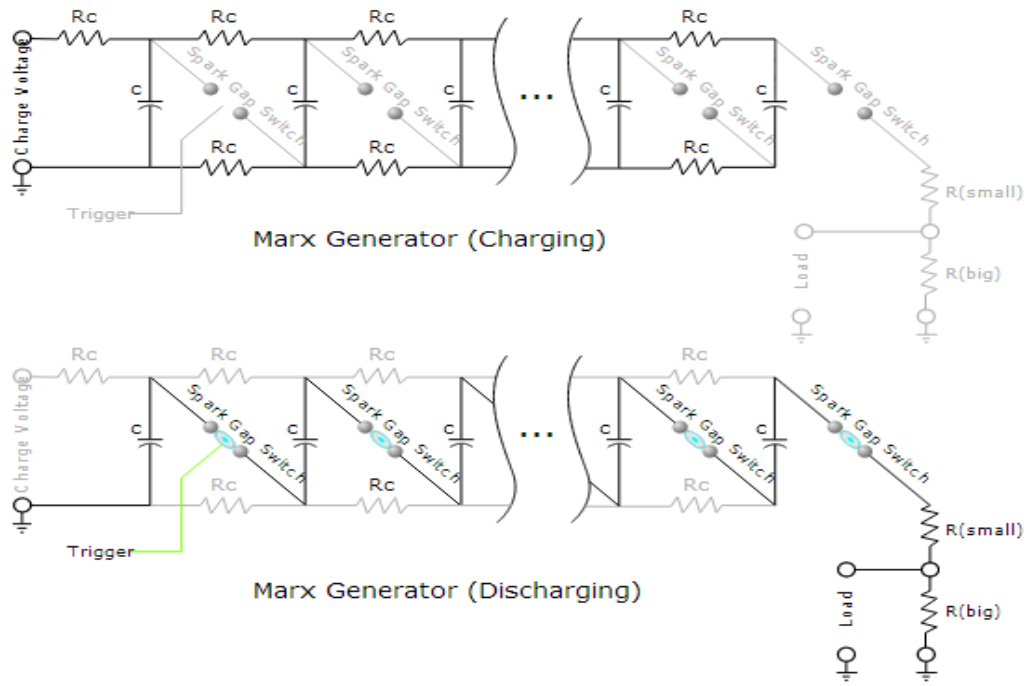 Rc Rc Rc Rc
Charge Voltage
C C C C C
Spark Gap Switch Spark Gap Switch Spark Gap Switch Spark Gap Switch
Rc Rc Rc
Trigger
R(small)
Marx Generator (Charging)
Load
R(big)
Rc Rc Rc Rc
Charge Voltage
C C C C C
Spark Gap Switch Spark Gap Switch Spark Gap Switch Spark Gap Switch
...
Rc Rc Rc
Trigger
R(small)
Marx Generator (Discharging)
Load
R(big)